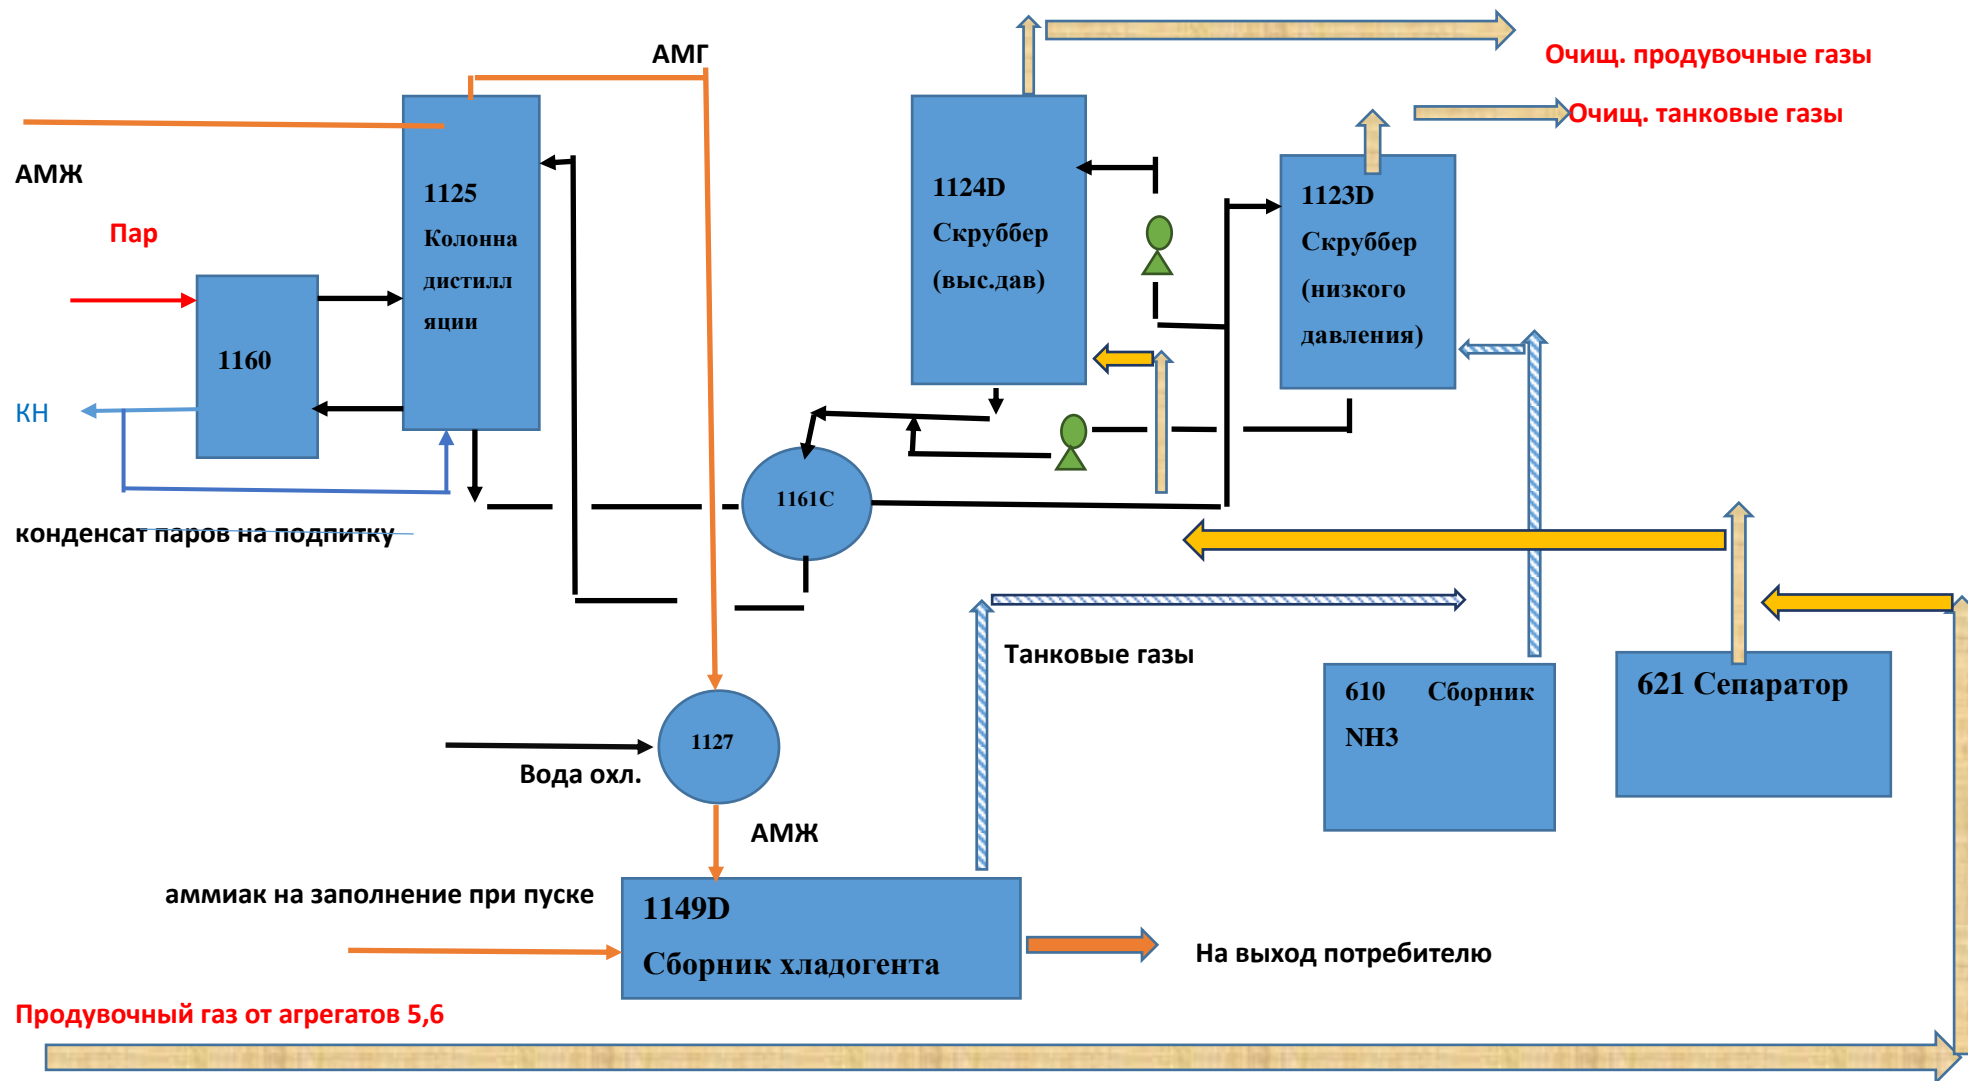 АМГ
Очищ. продувочные газы
Очищ. танковые газы
АМЖ
1125
Колонна
дистилл
яции
1124D
Скруббер
(выс.дав)
1123D
Скруббер
(низкого
давления)
Пар
1160
КН
1161С
конденсат паров на подпитку
Танковые газы
610 Сборник
NH3
621 Сепаратор
1127
Вода охл.
АМЖ
аммиак на заполнение при пуске
1149D
Сборник хладогента
На выход потребителю
Продувочный газ от агрегатов 5,6